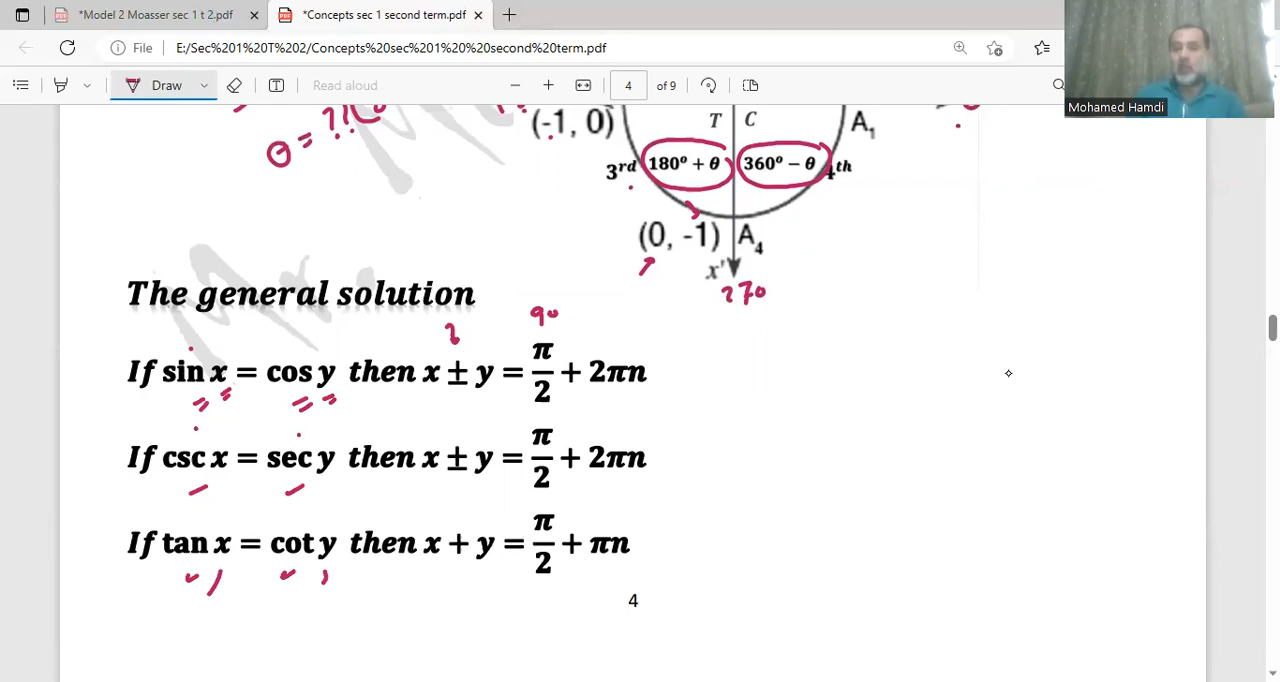 *Model 2 Moasser sec 1 t 2.pdf
*Concepts sec 1 second term.pdf
File
E:/Sec%201%20T%202/Concepts%20sec%201%20%20second%20term.pdf
Draw
Read aloud
4 of 9
Mohamed Hamdi
θ = ??
(-1, 0)
T C
A₁
3rd 180° + θ 360° − θ 4th
(0, -1) A₄
x'
270
The general solution
90
If sin x = cos y then x ± y = π/2 + 2πn
If csc x = sec y then x ± y = π/2 + 2πn
If tan x = cot y then x + y = π/2 + πn
4